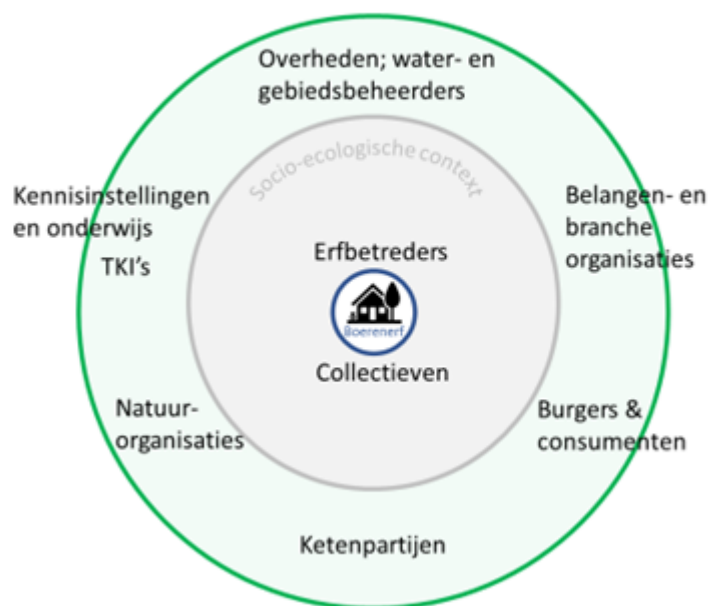 Overheden; water- en
gebiedsbeheerders
Socio-ecologische context
Kennisinstellingen
en onderwijs
TKI's
Belangen- en
branche
organisaties
Erfbetreders
Boerenerf
Collectieven
Natuur-
organisaties
Burgers &
consumenten
Ketenpartijen